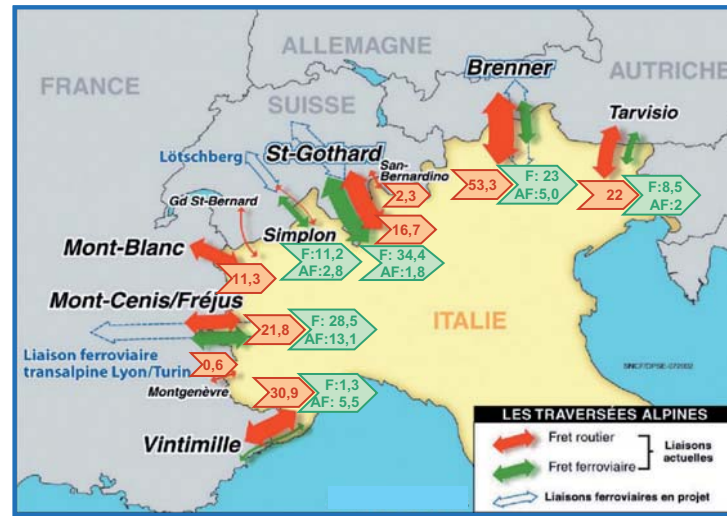 ALLEMAGNE
FRANCE
SUISSE
AUTRICHE
Brenner
Tarvisio
Lötschberg
St-Gothard
San-
Bernardino
Gd St-Bernard
Simplon
Mont-Blanc
2,3
16,7
53,3
F: 23
AF:5,0
22
F:8,5
AF:2
11,3
F:11,2
AF:2,8
F: 34,4
AF:1,8
Mont-Cenis/Fréjus
21,8
F: 28,5
AF:13,1
ITALIE
Liaison ferroviaire
transalpine Lyon/Turin
0,6
Montgenèvre
30,9
F:1,3
AF: 5,5
Vintimille
SNCF/DPSE-072002
LES TRAVERSÉES ALPINES
Fret routier
Fret ferroviaire
Liaisons
actuelles
Liaisons ferroviaires en projet